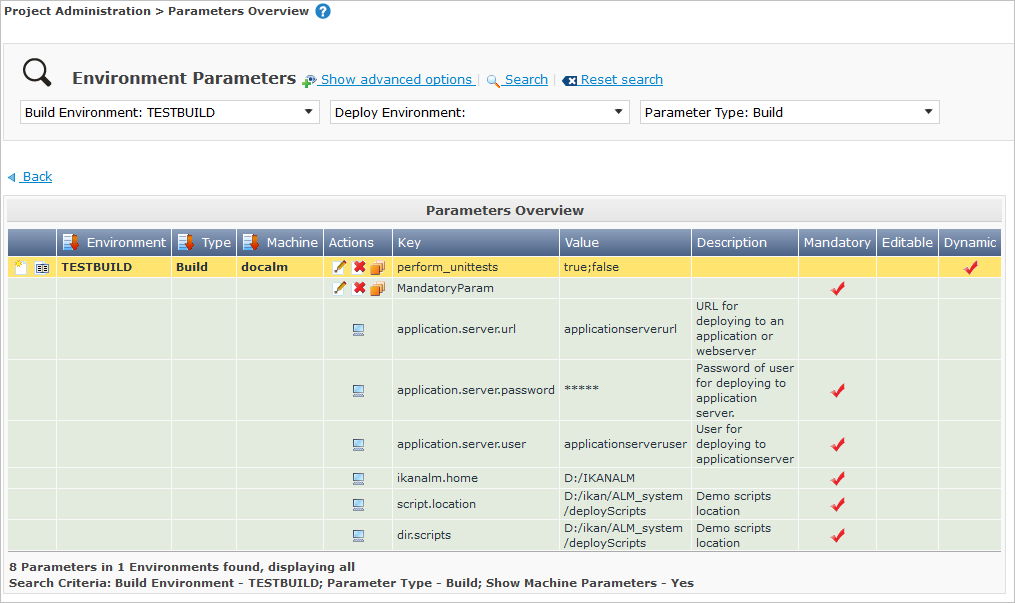 Project Administration > Parameters Overview ?
Environment Parameters Show advanced options | Search | Reset search
Build Environment: TESTBUILD Deploy Environment: Parameter Type: Build
Back
Parameters Overview
Environment Type Machine Actions Key Value Description Mandatory Editable Dynamic
TESTBUILD Build docalm perform_unittests true;false
MandatoryParam
application.server.url applicationserverurl
URL for
deploying to an
application or
webserver
application.server.password *****
Password of user
for deploying to
application
server.
application.server.user applicationserveruser
User for
deploying to
applicationserver
ikanalm.home D:/IKANALM
script.location
D:/ikan/ALM_system
/deployScripts
Demo scripts
location
dir.scripts
D:/ikan/ALM_system
/deployScripts
Demo scripts
location
8 Parameters in 1 Environments found, displaying all
Search Criteria: Build Environment - TESTBUILD; Parameter Type - Build; Show Machine Parameters - Yes